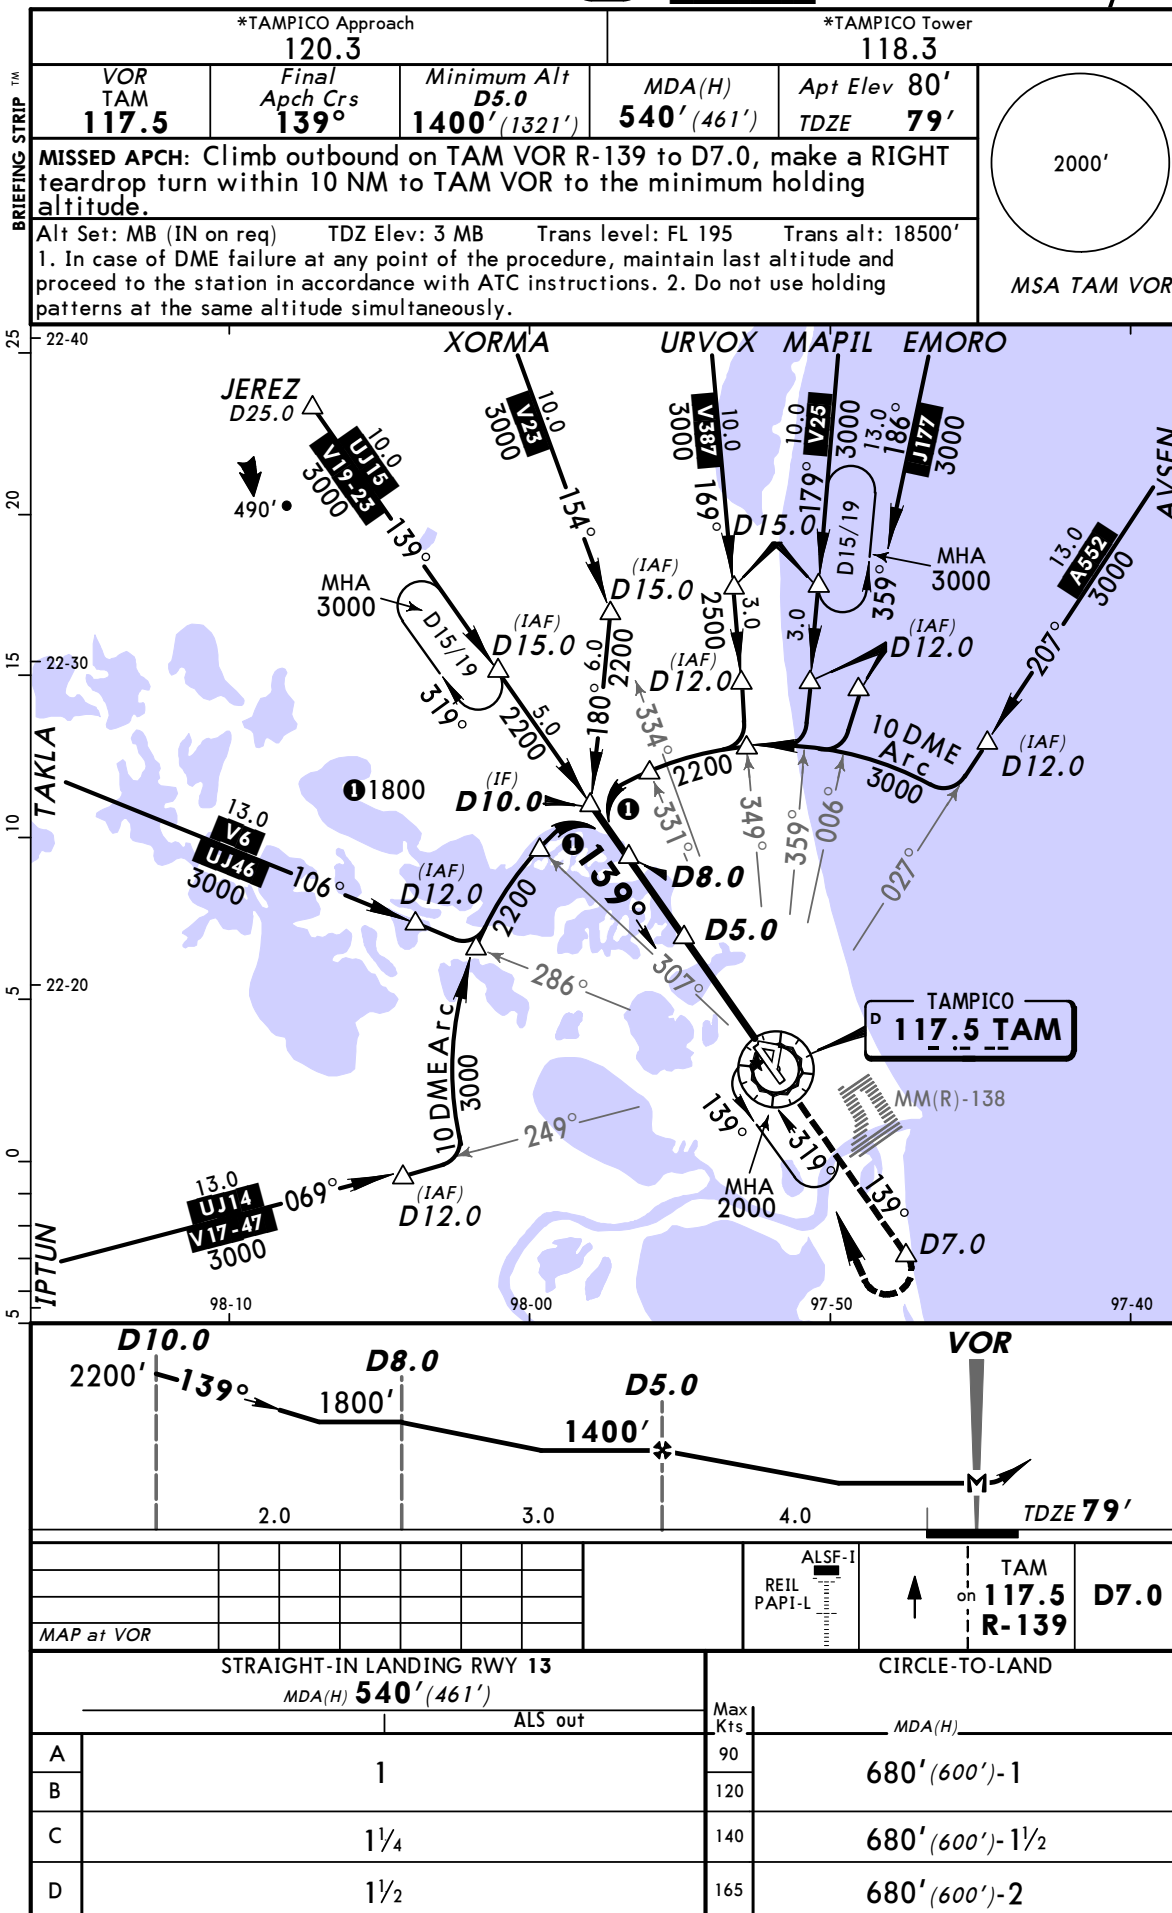 *TAMPICO Approach
120.3
*TAMPICO Tower
118.3
BRIEFING STRIP ™
VOR
TAM
117.5
Final
Apch Crs
139°
Minimum Alt
D5.0
1400' (1321')
MDA(H)
540' (461')
Apt Elev 80'
TDZE 79'
2000'
MSA TAM VOR
MISSED APCH: Climb outbound on TAM VOR R-139 to D7.0, make a RIGHT
teardrop turn within 10 NM to TAM VOR to the minimum holding
altitude.
Alt Set: MB (IN on req) TDZ Elev: 3 MB Trans level: FL 195 Trans alt: 18500'
1. In case of DME failure at any point of the procedure, maintain last altitude and
proceed to the station in accordance with ATC instructions. 2. Do not use holding
patterns at the same altitude simultaneously.
25
20
15
10
5
0
5
22-40
22-30
22-20
98-10
98-00
97-50
97-40
JEREZ
D25.0
10.0
UJ15
V19-23
3000
139°
490'
XORMA
10.0
V23
3000
154°
URVOX
10.0
V387
3000
169°
MAPIL
10.0
V25
3000
179°
EMORO
13.0
186°
J177
3000
AVSEN
13.0
A552
3000
207°
D15.0
D15/19
359°
MHA
3000
MHA
3000
D15/19
319°
(IAF)
D15.0
(IAF)
D15.0
5.0
2200
6.0
2200
180°
3.0
2500
3.0
(IAF)
D12.0
(IAF)
D12.0
(IAF)
D12.0
10 DME
Arc
3000
2200
334°
331°
349°
359°
006°
027°
(IF)
D10.0
❶
❶ 1800
❶
139°
D8.0
D5.0
TAKLA
13.0
V6
UJ46
3000
106°
(IAF)
D12.0
2200
286°
307°
10 DME Arc
3000
249°
IPTUN
13.0
UJ14
V17-47
3000
069°
(IAF)
D12.0
TAMPICO
D 117.5 TAM
MM(R)-138
139°
319°
MHA
2000
139°
D7.0
D10.0
2200'
139°
D8.0
1800'
D5.0
1400'
VOR
M
2.0
3.0
4.0
TDZE 79'
MAP at VOR
ALSF-I
REIL
PAPI-L
on
TAM
117.5
R-139
D7.0
STRAIGHT-IN LANDING RWY 13
MDA(H) 540' (461')
ALS out
CIRCLE-TO-LAND
Max
Kts
MDA(H)
A
B
1
90
120
680' (600')-1
C
1¼
140
680' (600')-1½
D
1½
165
680' (600')-2